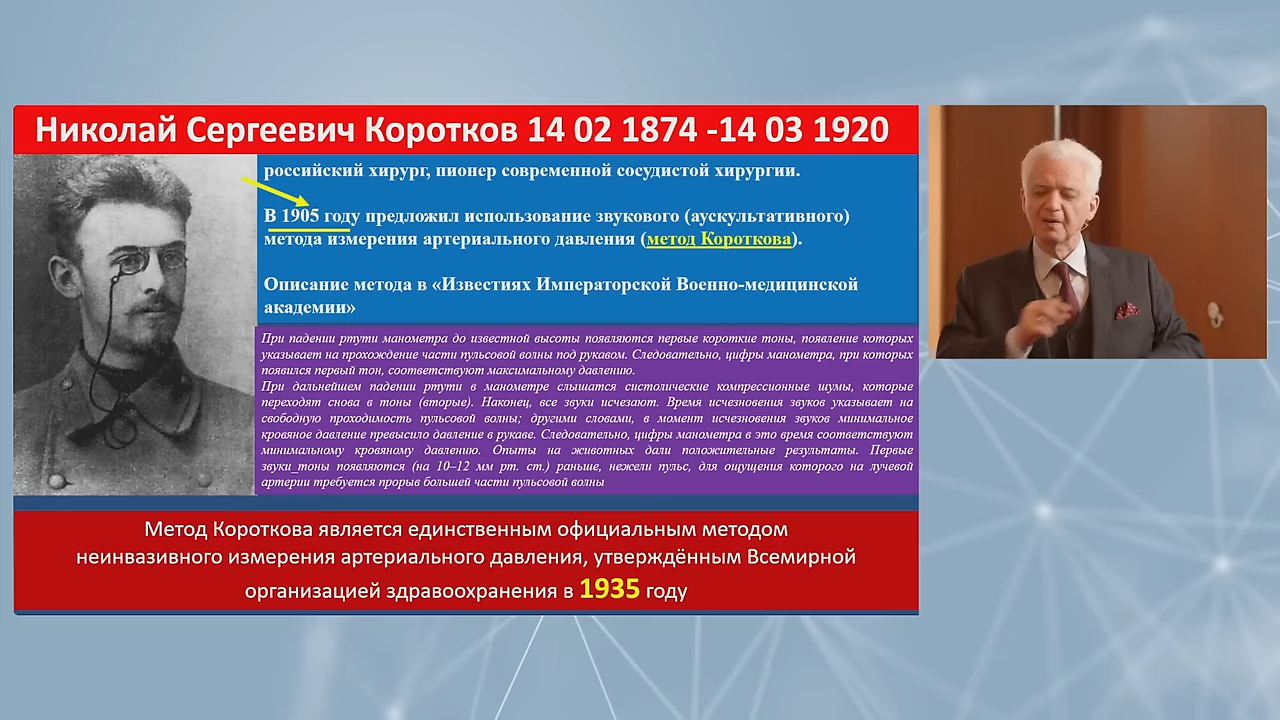 Николай Сергеевич Коротков 14 02 1874 -14 03 1920
российский хирург, пионер современной сосудистой хирургии.
В 1905 году предложил использование звукового (аускультативного)
метода измерения артериального давления (метод Короткова).
Описание метода в «Известиях Императорской Военно-медицинской
академии»
При падении ртути манометра до известной высоты появляются первые короткие тоны, появление которых
указывает на прохождение части пульсовой волны под рукавом. Следовательно, цифры манометра, при которых
появился первый тон, соответствуют максимальному давлению.
При дальнейшем падении ртути в манометре слышатся систолические компрессионные шумы, которые
переходят снова в тоны (вторые). Наконец, все звуки исчезают. Время исчезновения звуков указывает на
свободную проходимость пульсовой волны; другими словами, в момент исчезновения звуков минимальное
кровяное давление превысило давление в рукаве. Следовательно, цифры манометра в это время соответствуют
минимальному кровяному давлению. Опыты на животных дали положительные результаты. Первые
звуки_тоны появляются (на 10–12 мм рт. ст.) раньше, нежели пульс, для ощущения которого на лучевой
артерии требуется прорыв большей части пульсовой волны
Метод Короткова является единственным официальным методом
неинвазивного измерения артериального давления, утверждённым Всемирной
организацией здравоохранения в 1935 году